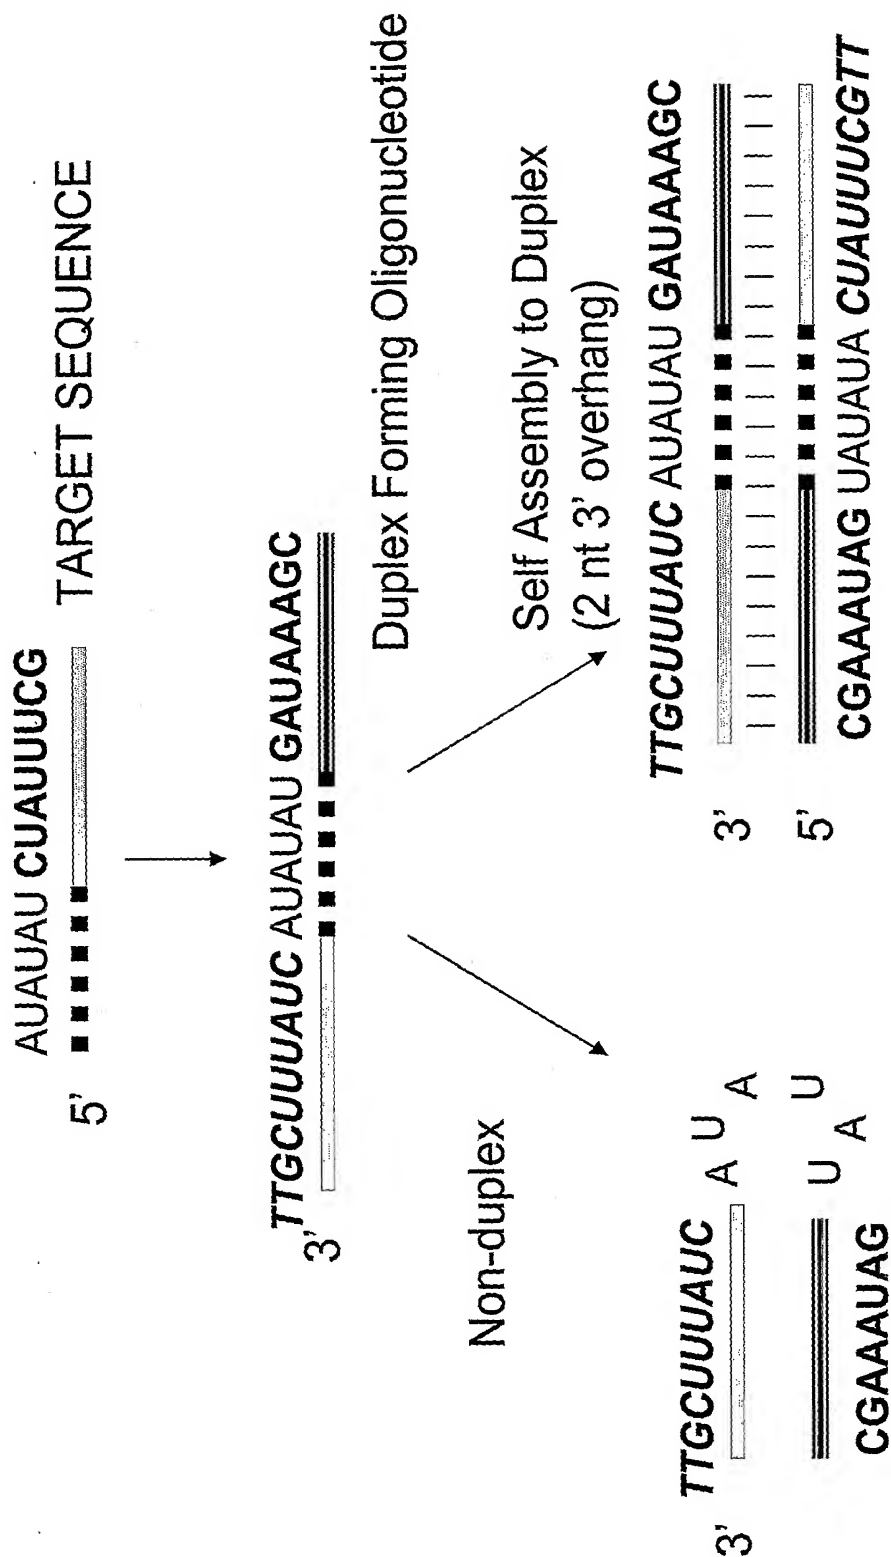 AUAUAU CUAUUUCG
5'
TARGET SEQUENCE
TTGCUUUAUC AUAUAU GAUAAAGC
3'
Duplex Forming Oligonucleotide
Non-duplex
Self Assembly to Duplex
(2 nt 3' overhang)
TTGCUUUAUC
3'
A U A
U A U
CGAAAUAG
TTGCUUUAUC AUAUAU GAUAAAGC
3'
5'
CGAAAUAG UAUAUA CUAUUUCGTT